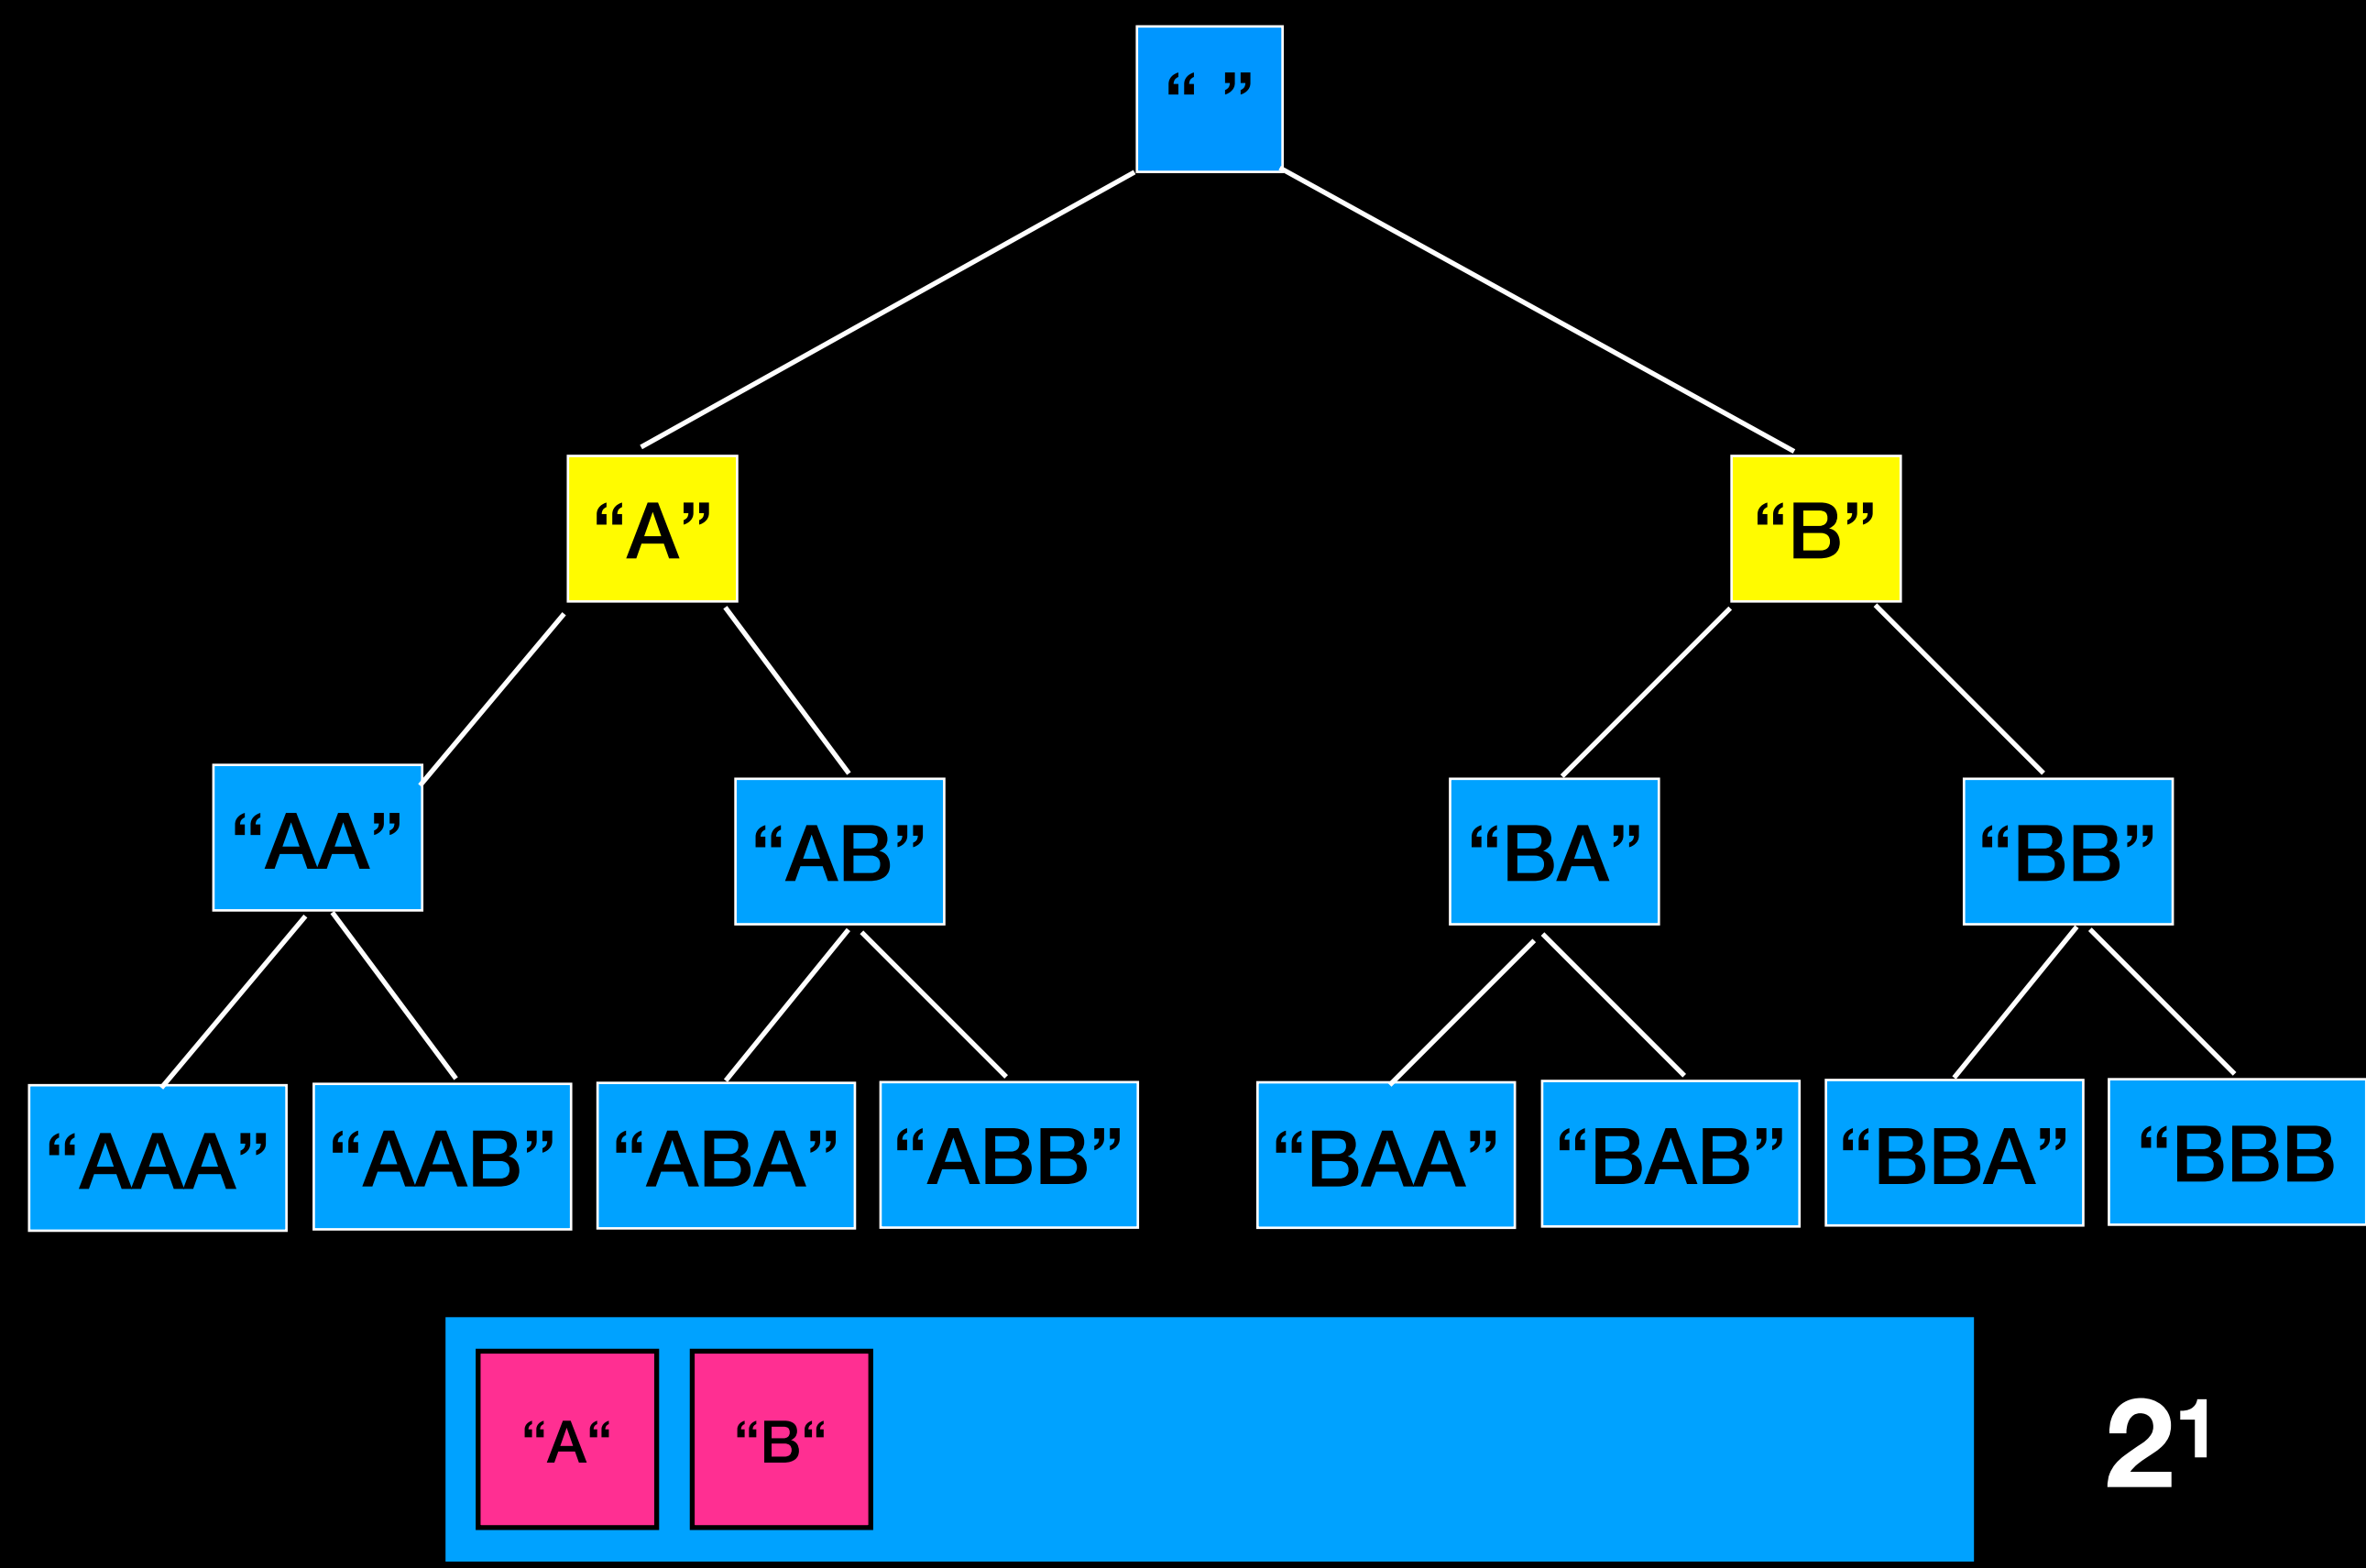 “ ”
“A” “B”
“AA” “AB” “BA” “BB”
“AAA” “AAB” “ABA” “ABB” “BAA” “BAB” “BBA” “BBB
“A“ “B“ 2¹